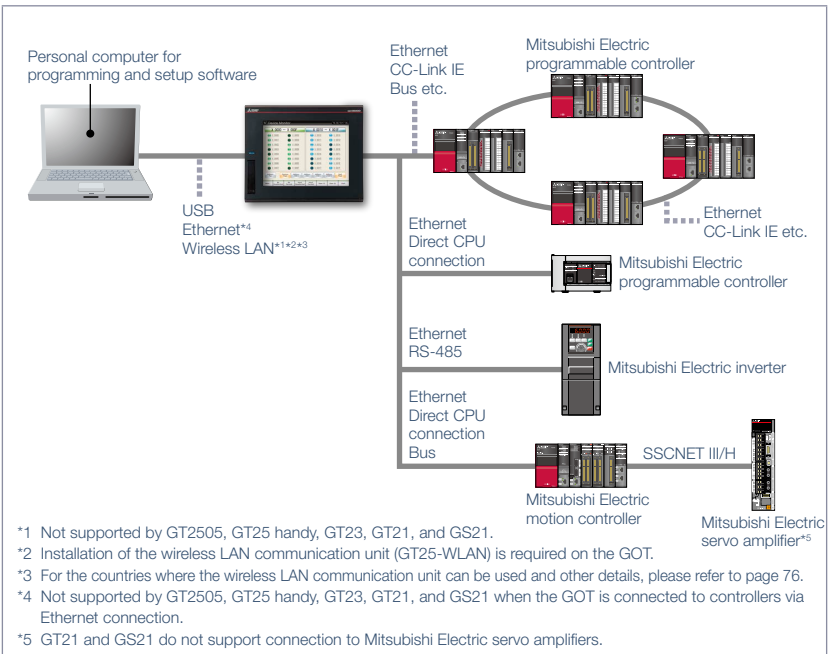 Personal computer for
programming and setup software
Ethernet
CC-Link IE
Bus etc.
Mitsubishi Electric
programmable controller
USB
Ethernet*4
Wireless LAN*1*2*3
Ethernet
CC-Link IE etc.
Ethernet
Direct CPU
connection
Mitsubishi Electric
programmable controller
Ethernet
RS-485
Mitsubishi Electric inverter
Ethernet
Direct CPU
connection
Bus
SSCNET III/H
Mitsubishi Electric
motion controller
Mitsubishi Electric
servo amplifier*5
*1 Not supported by GT2505, GT25 handy, GT23, GT21, and GS21.
*2 Installation of the wireless LAN communication unit (GT25-WLAN) is required on the GOT.
*3 For the countries where the wireless LAN communication unit can be used and other details, please refer to page 76.
*4 Not supported by GT2505, GT25 handy, GT23, GT21, and GS21 when the GOT is connected to controllers via
Ethernet connection.
*5 GT21 and GS21 do not support connection to Mitsubishi Electric servo amplifiers.